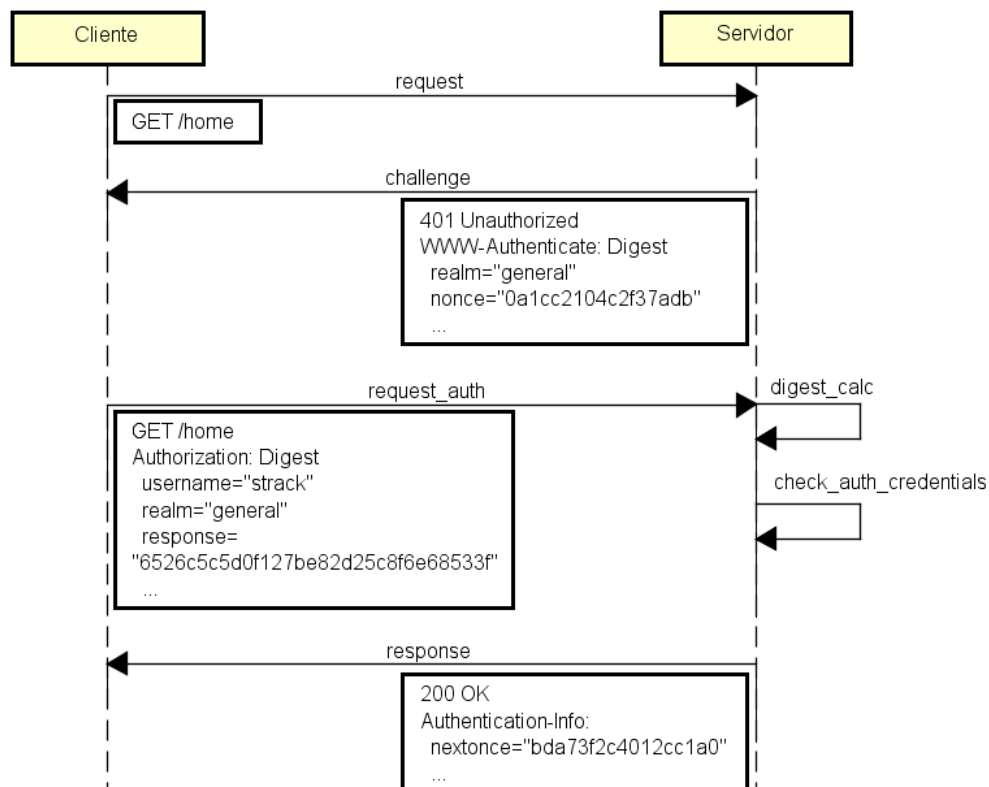 Cliente
Servidor
request
GET /home
challenge
401 Unauthorized
WWW-Authenticate: Digest
realm="general"
nonce="0a1cc2104c2f37adb"
...
request_auth
digest_calc
GET /home
Authorization: Digest
username="strack"
realm="general"
response=
"6526c5c5d0f127be82d25c8f6e68533f"
...
check_auth_credentials
response
200 OK
Authentication-Info:
nextonce="bda73f2c4012cc1a0"
...